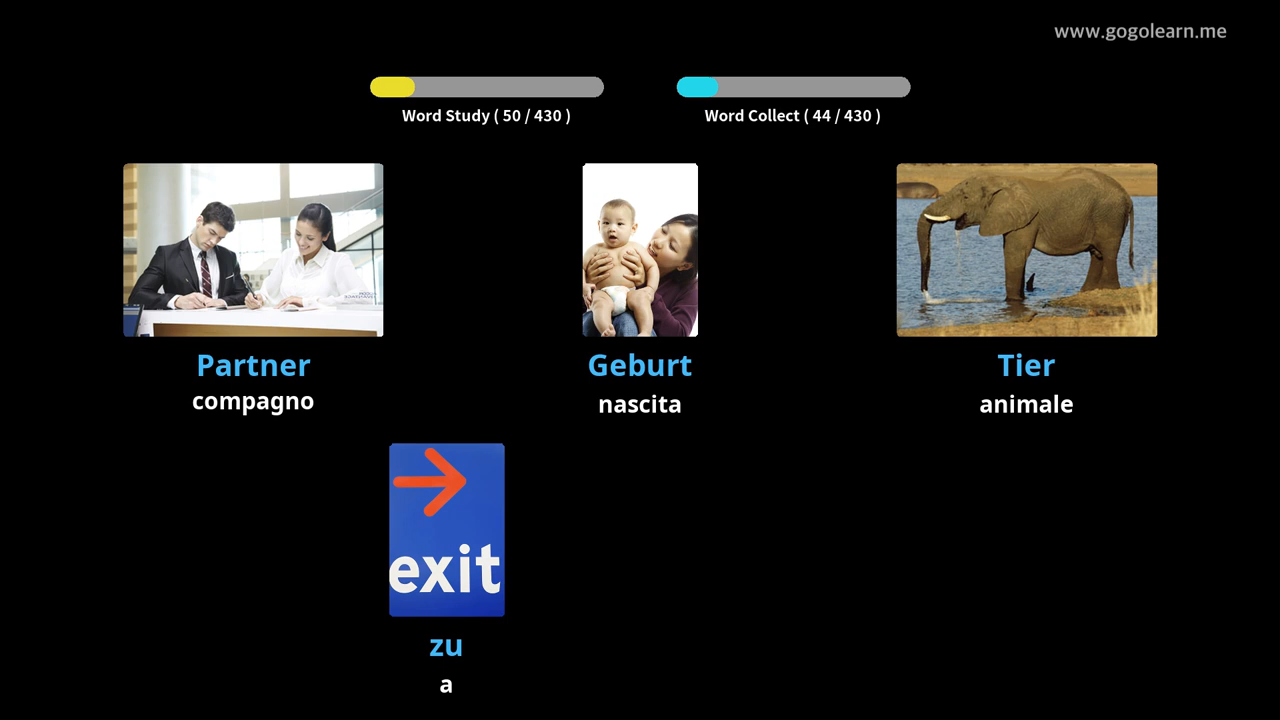 www.gogolearn.me
Word Study ( 50 / 430 )
Word Collect ( 44 / 430 )
Partner
compagno
Geburt
nascita
Tier
animale
exit
zu
a